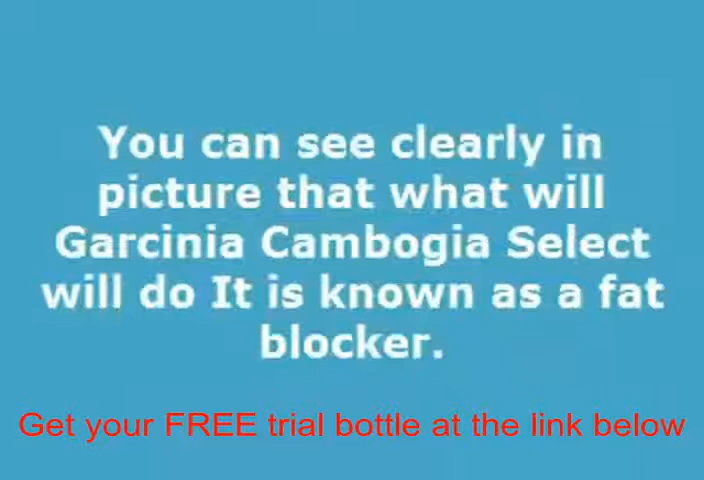 You can see clearly in
picture that what will
Garcinia Cambogia Select
will do It is known as a fat
blocker.
Get your FREE trial bottle at the link below